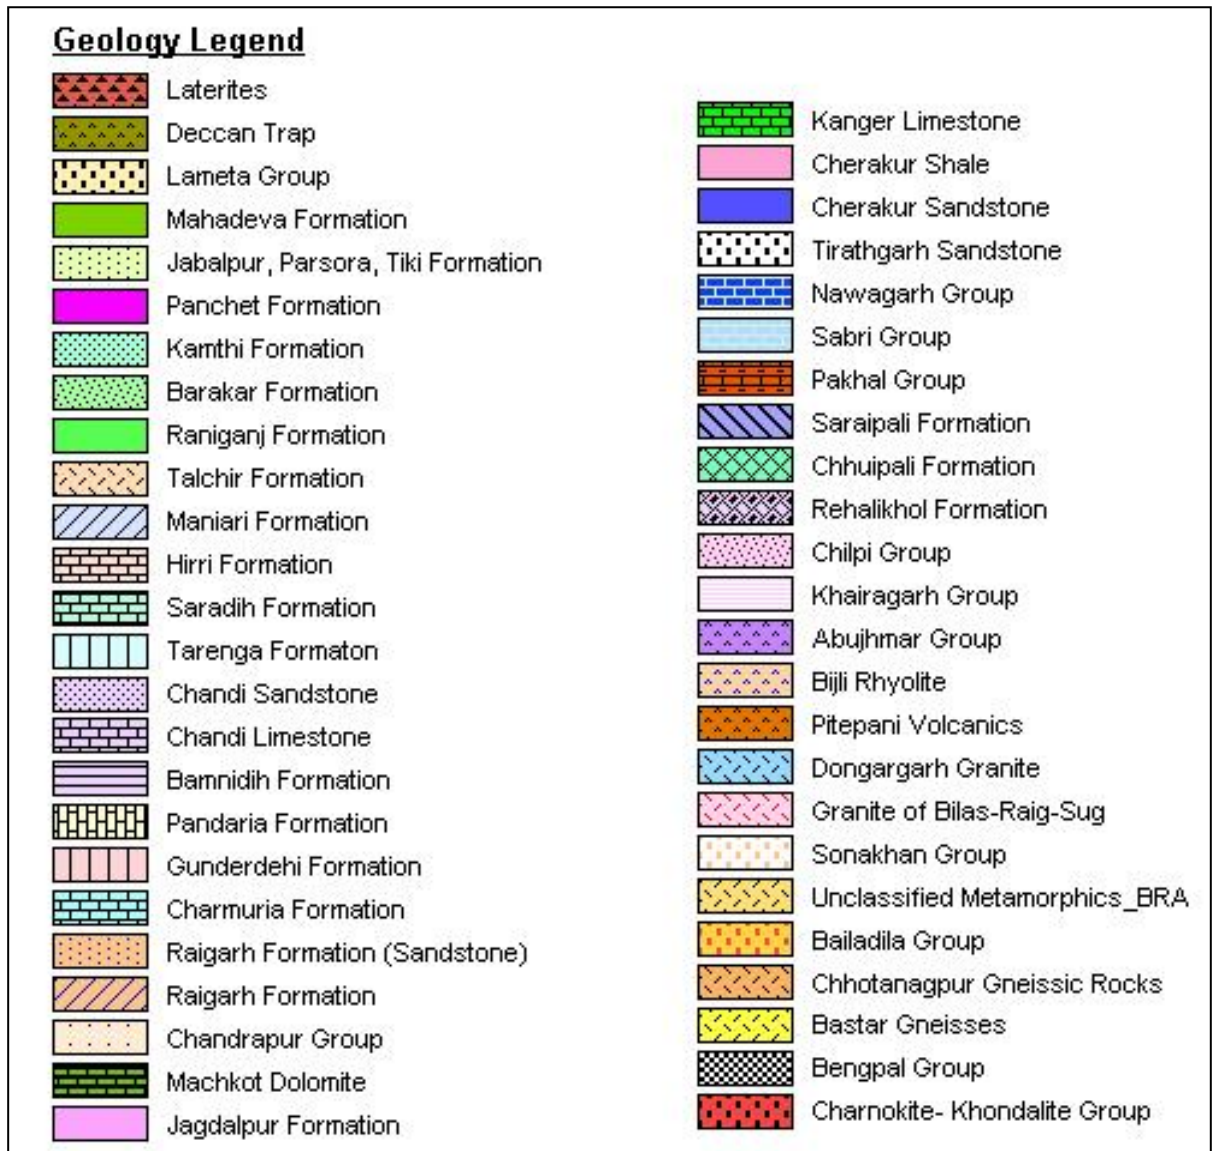 Geology Legend
Laterites
Deccan Trap
Lameta Group
Mahadeva Formation
Jabalpur, Parsora, Tiki Formation
Panchet Formation
Kamthi Formation
Barakar Formation
Raniganj Formation
Talchir Formation
Maniari Formation
Hirri Formation
Saradih Formation
Tarenga Formaton
Chandi Sandstone
Chandi Limestone
Bamnidih Formation
Pandaria Formation
Gunderdehi Formation
Charmuria Formation
Raigarh Formation (Sandstone)
Raigarh Formation
Chandrapur Group
Machkot Dolomite
Jagdalpur Formation
Kanger Limestone
Cherakur Shale
Cherakur Sandstone
Tirathgarh Sandstone
Nawagarh Group
Sabri Group
Pakhal Group
Saraipali Formation
Chhuipali Formation
Rehalikhol Formation
Chilpi Group
Khairagarh Group
Abujhmar Group
Bijli Rhyolite
Pitepani Volcanics
Dongargarh Granite
Granite of Bilas-Raig-Sug
Sonakhan Group
Unclassified Metamorphics_BRA
Bailadila Group
Chhotanagpur Gneissic Rocks
Bastar Gneisses
Bengpal Group
Charnokite- Khondalite Group